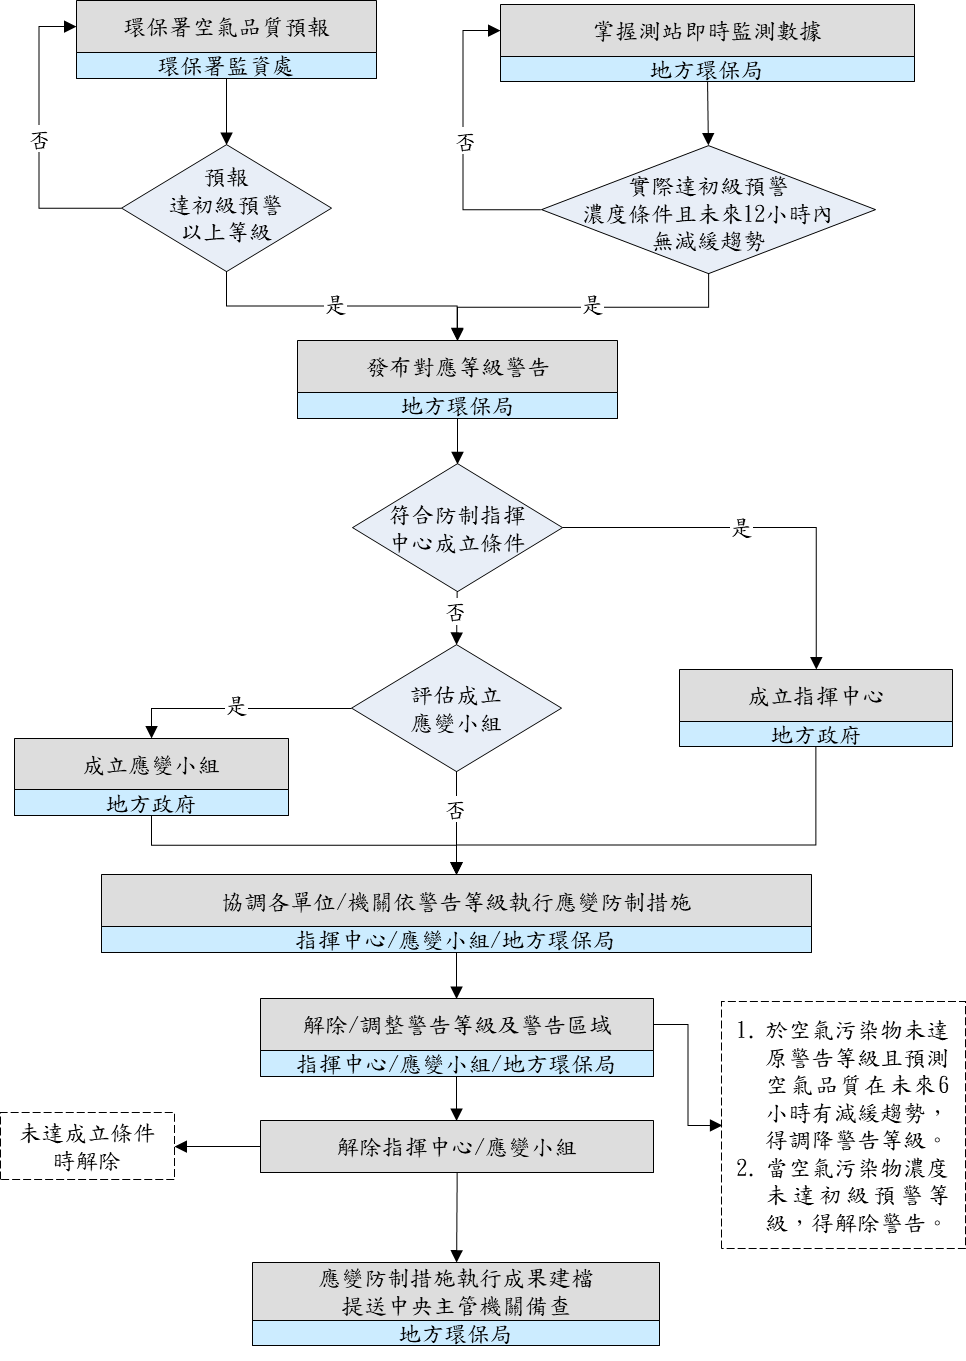 環保署空氣品質預報
環保署監資處
掌握測站即時監測數據
地方環保局
否
否
預報
達初級預警
以上等級
實際達初級預警
濃度條件且未來12小時內
無減緩趨勢
是
是
發布對應等級警告
地方環保局
符合防制指揮
中心成立條件
是
否
評估成立
應變小組
是
成立指揮中心
地方政府
成立應變小組
地方政府
否
協調各單位/機關依警告等級執行應變防制措施
指揮中心/應變小組/地方環保局
解除/調整警告等級及警告區域
指揮中心/應變小組/地方環保局
1. 於空氣污染物未達
原警告等級且預測
空氣品質在未來6
小時有減緩趨勢，
得調降警告等級。
2. 當空氣污染物濃度
未達初級預警等
級，得解除警告。
未達成立條件
時解除
解除指揮中心/應變小組
應變防制措施執行成果建檔
提送中央主管機關備查
地方環保局